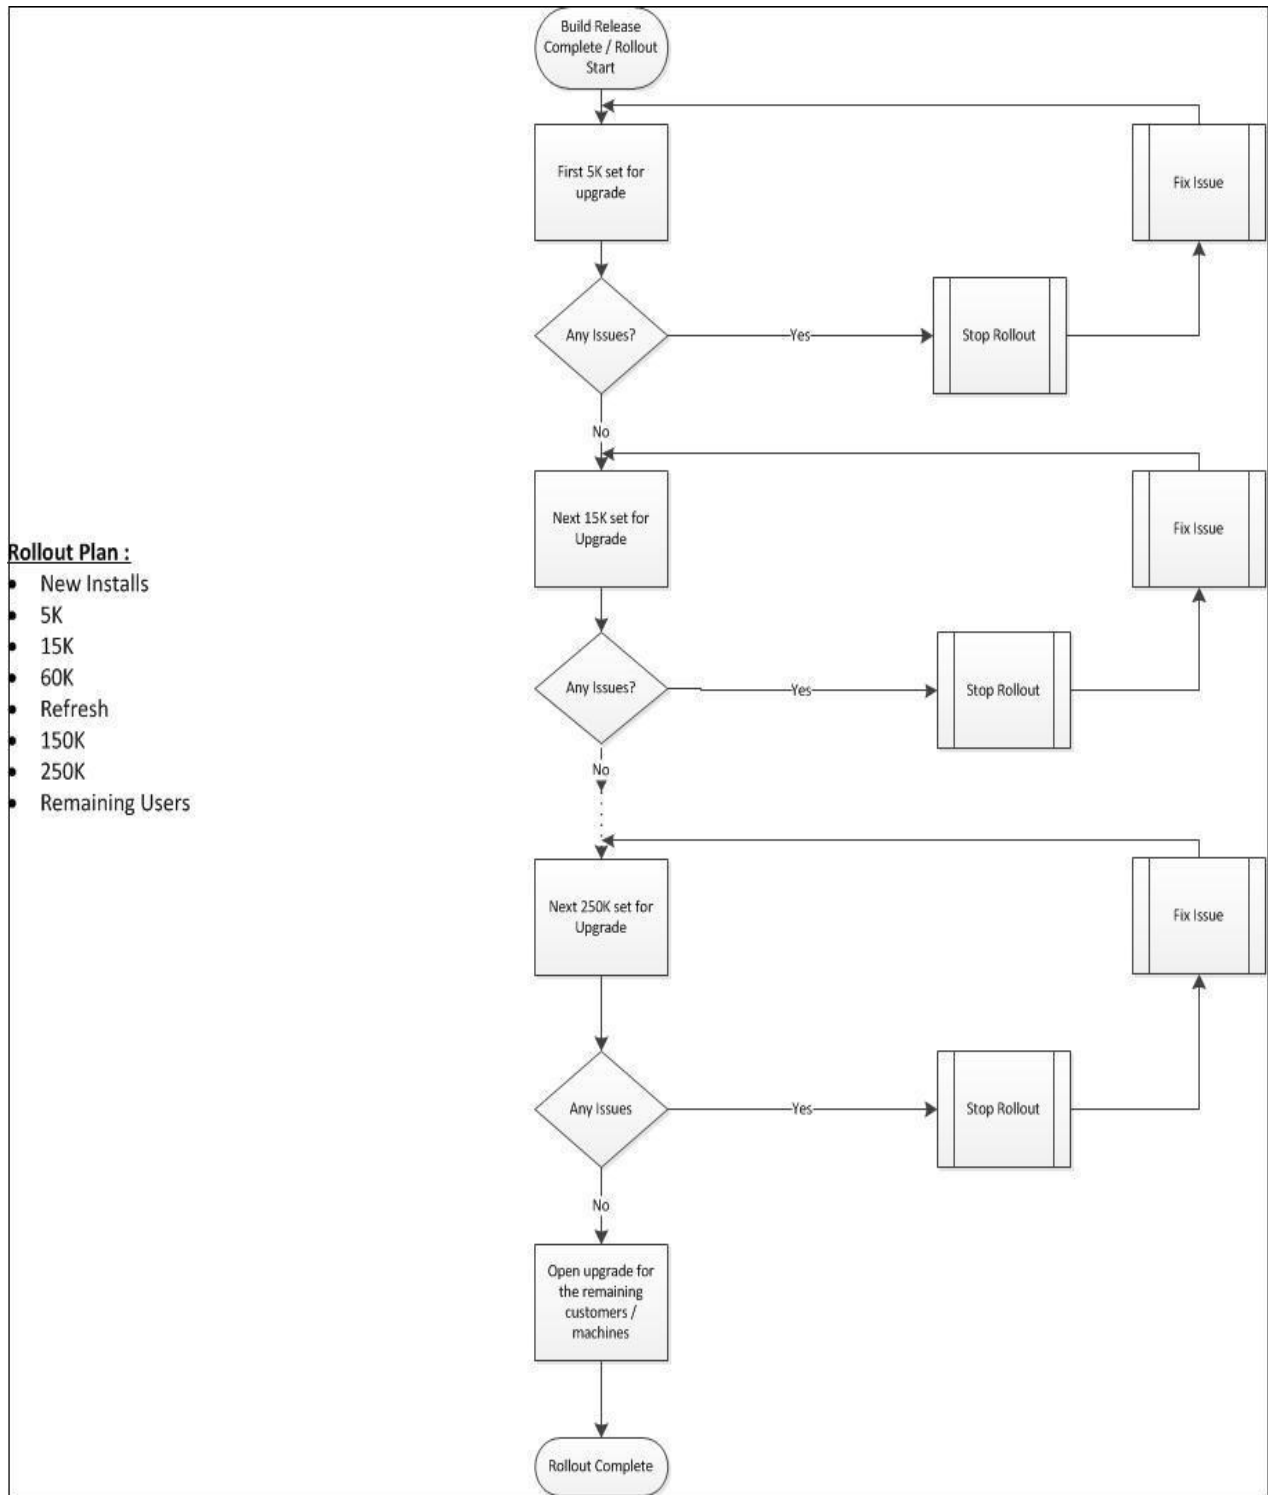 Build Release
Complete / Rollout
Start
First 5K set for
upgrade
Fix Issue
Any Issues?
Yes
Stop Rollout
No
Next 15K set for
Upgrade
Fix Issue
Rollout Plan :
• New Installs
• 5K
• 15K
• 60K
• Refresh
• 150K
• 250K
• Remaining Users
Any Issues?
Yes
Stop Rollout
No
Next 250K set for
Upgrade
Fix Issue
Any Issues
Yes
Stop Rollout
No
Open upgrade for
the remaining
customers /
machines
Rollout Complete